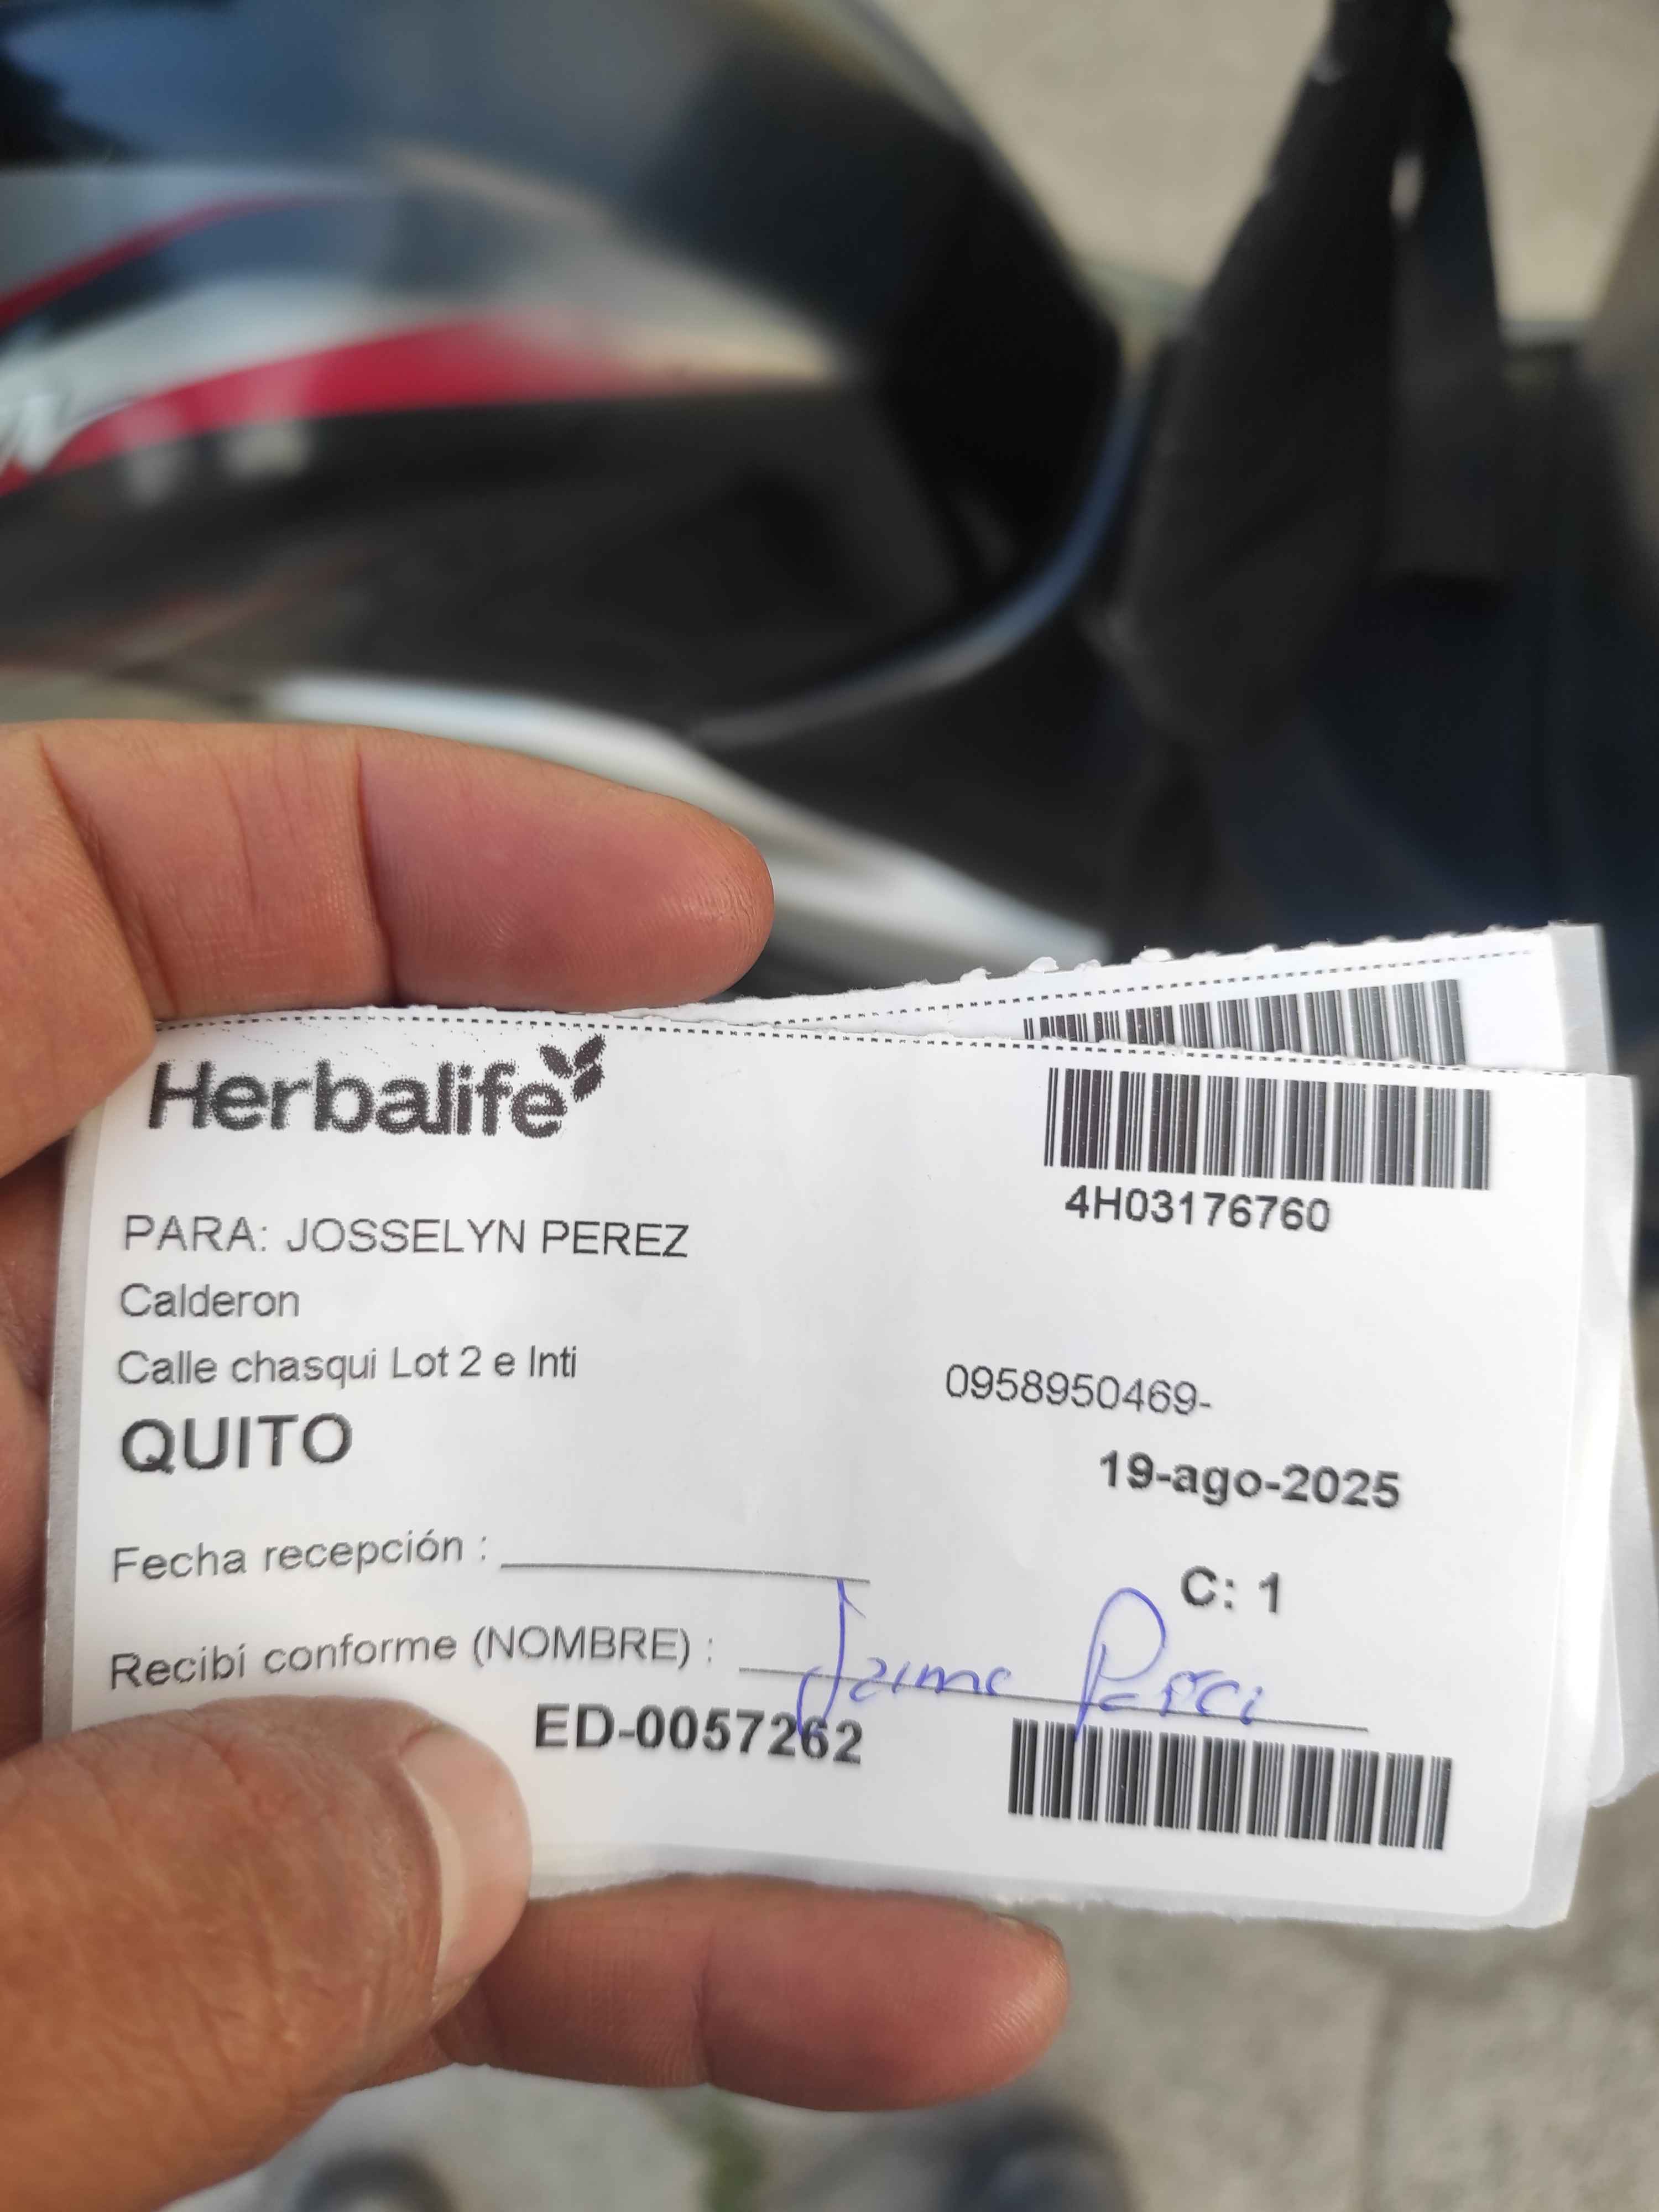 Herbalife
4H03176760
PARA: JOSSELYN PEREZ
Calderon
Calle chasqui Lot 2 e Inti
0958950469-
QUITO
19-ago-2025
Fecha recepción :
C: 1
Recibí conforme (NOMBRE) : Jaime
ED-0057262